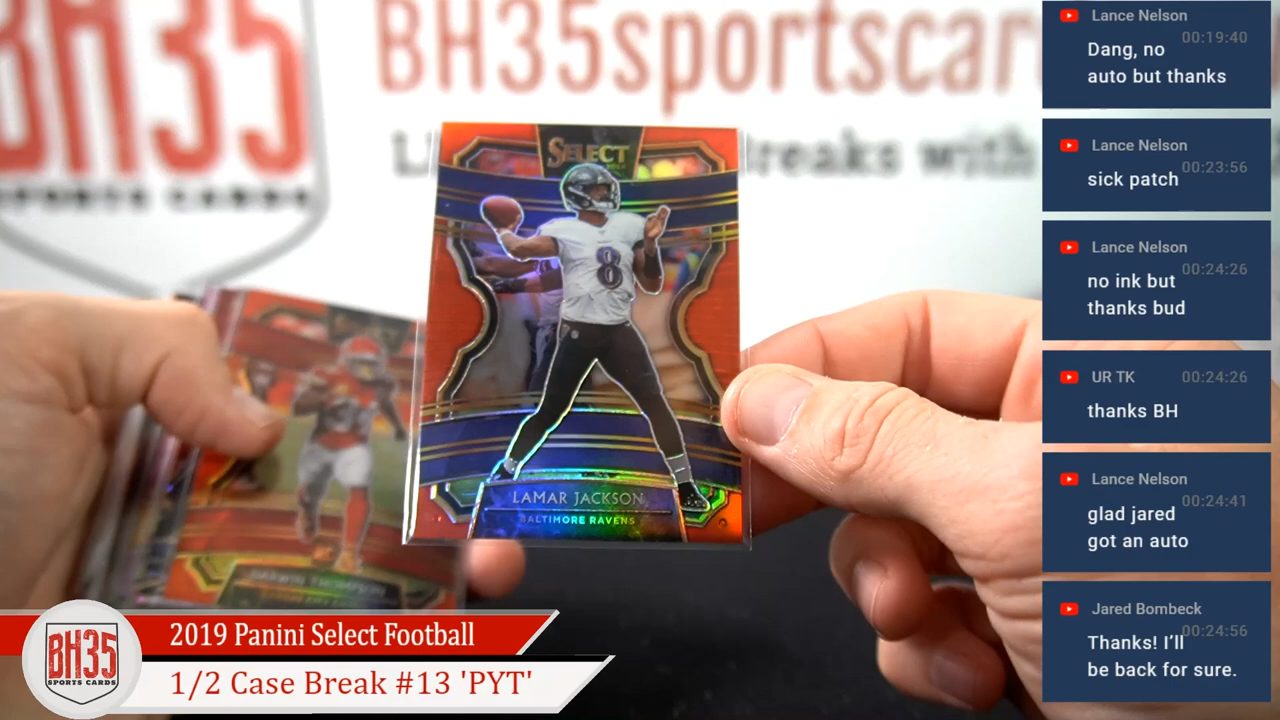 BH35
SPORTS CARDS
BH35sportscar
SELECT
8
LAMAR JACKSON
BALTIMORE RAVENS
DARWIN THOMPSON
BH35
SPORTS CARDS
2019 Panini Select Football
1/2 Case Break #13 'PYT'
Lance Nelson
00:19:40
Dang, no
auto but thanks
Lance Nelson
00:23:56
sick patch
Lance Nelson
00:24:26
no ink but
thanks bud
UR TK
00:24:26
thanks BH
Lance Nelson
00:24:41
glad jared
got an auto
Jared Bombeck
00:24:56
Thanks! I'll
be back for sure.